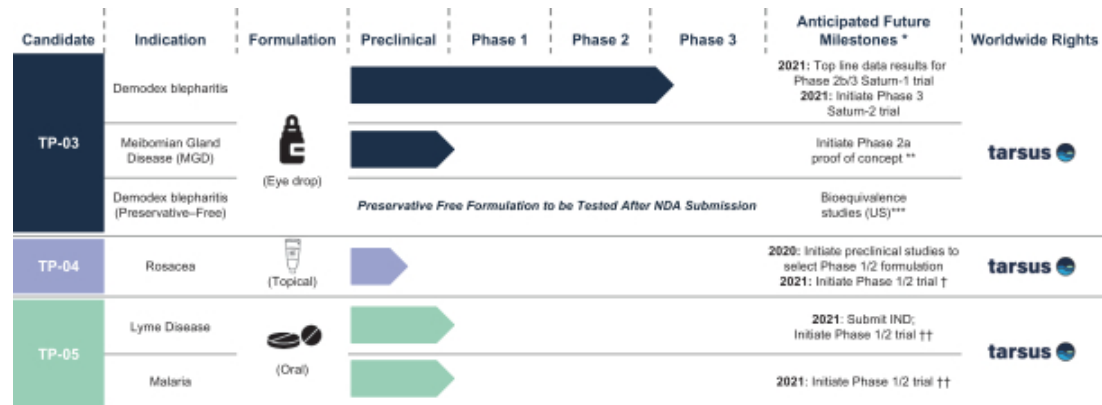 Candidate
Indication
Formulation
Preclinical
Phase 1
Phase 2
Phase 3
Anticipated Future
Milestones *
Worldwide Rights
TP-03
Demodex blepharitis
(Eye drop)
2021: Top line data results for
Phase 2b/3 Saturn-1 trial
2021: Initiate Phase 3
Saturn-2 trial
tarsus
Meibomian Gland
Disease (MGD)
Initiate Phase 2a
proof of concept **
Demodex blepharitis
(Preservative–Free)
Preservative Free Formulation to be Tested After NDA Submission
Bioequivalence
studies (US)***
TP-04
Rosacea
(Topical)
2020: Initiate preclinical studies to
select Phase 1/2 formulation
2021: Initiate Phase 1/2 trial †
tarsus
TP-05
Lyme Disease
(Oral)
2021: Submit IND;
Initiate Phase 1/2 trial ††
tarsus
Malaria
2021: Initiate Phase 1/2 trial ††